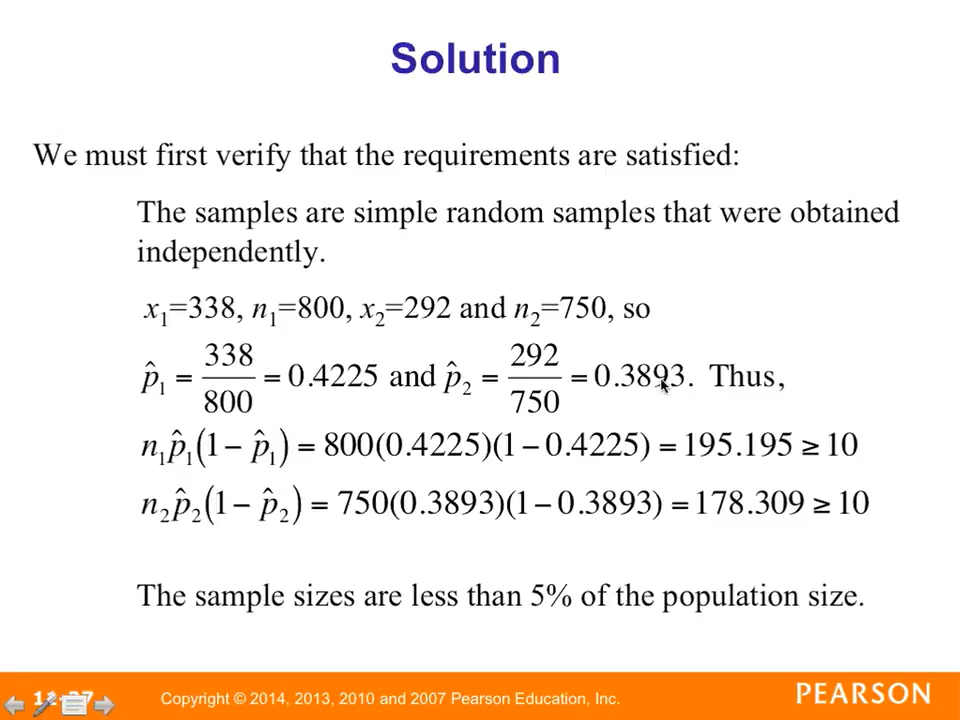 Solution
We must first verify that the requirements are satisfied:
The samples are simple random samples that were obtained
independently.
x₁=338, n₁=800, x₂=292 and n₂=750, so
p̂₁ = 338/800 = 0.4225 and p̂₂ = 292/750 = 0.3893. Thus,
n₁p̂₁(1− p̂₁) = 800(0.4225)(1−0.4225) = 195.195 ≥10
n₂p̂₂(1− p̂₂) = 750(0.3893)(1−0.3893) =178.309 ≥10
The sample sizes are less than 5% of the population size.
Copyright © 2014, 2013, 2010 and 2007 Pearson Education, Inc.
PEARSON